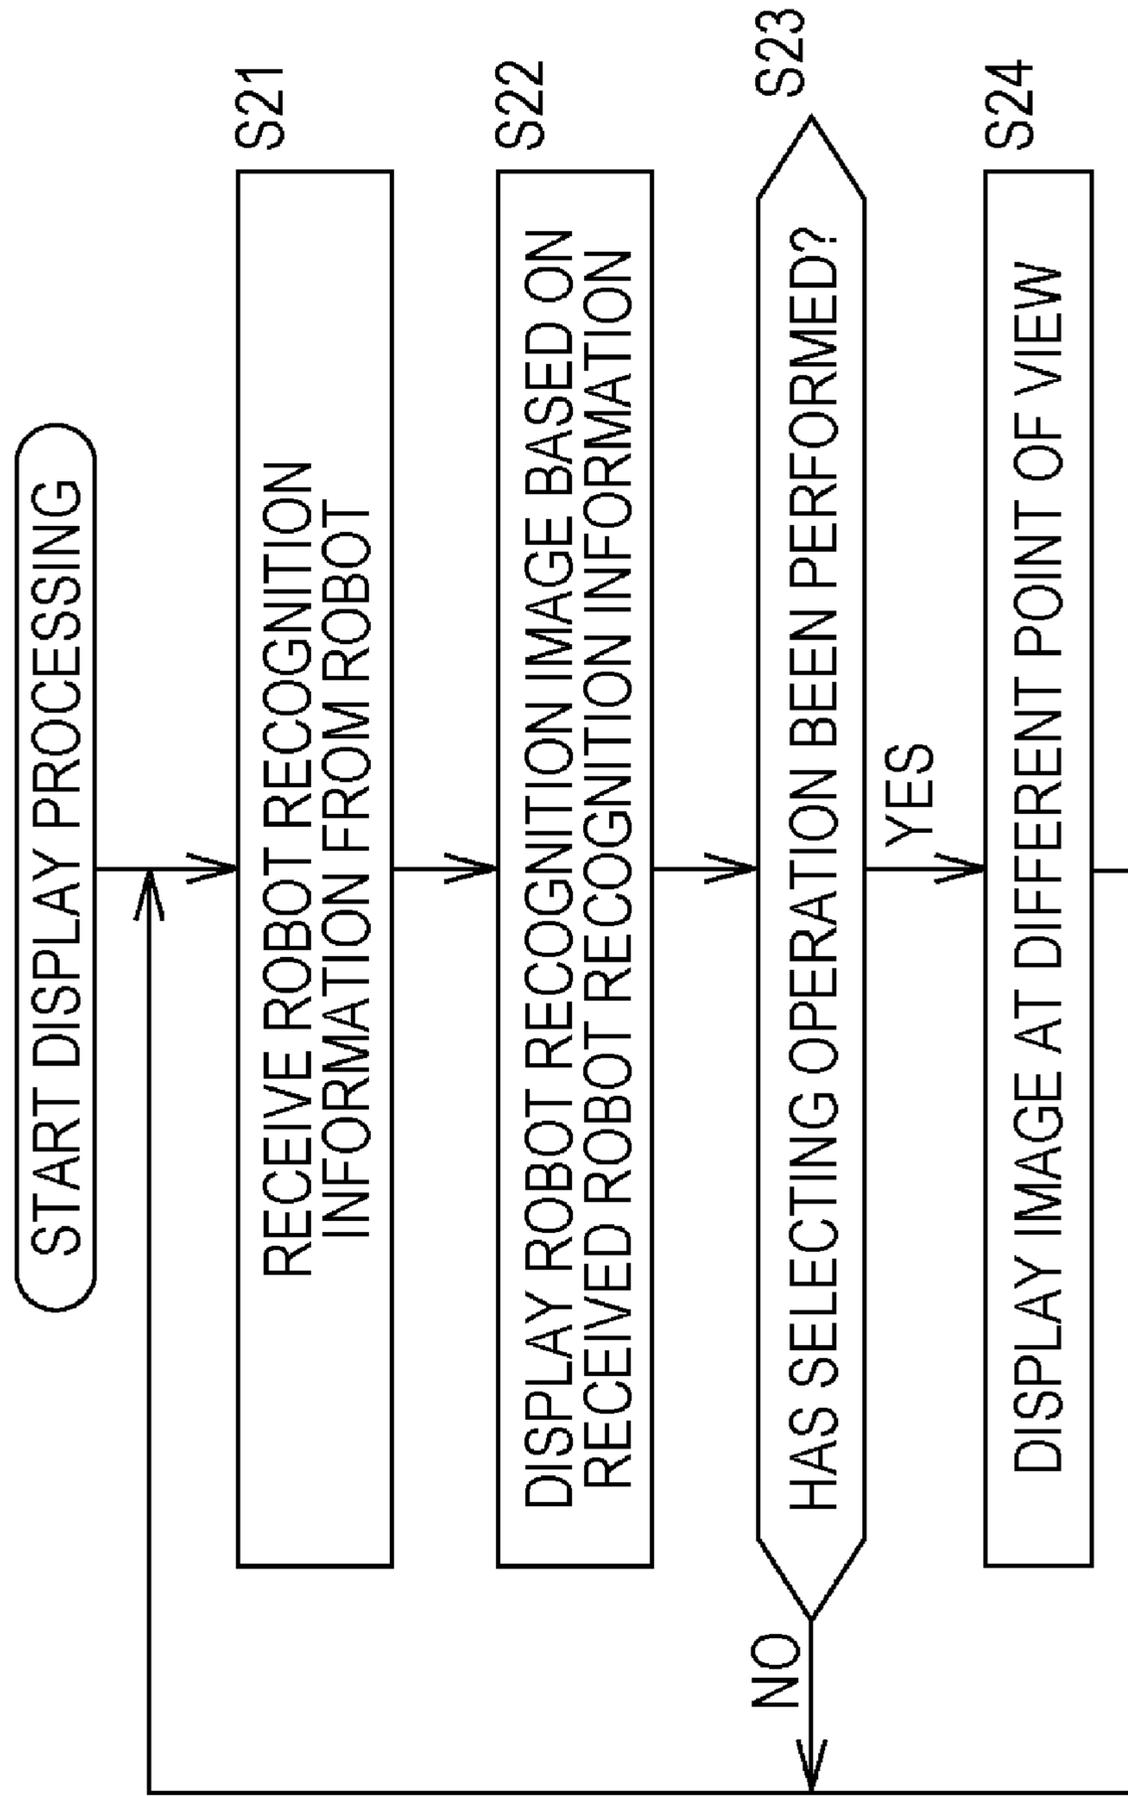 START DISPLAY PROCESSING
S21
RECEIVE ROBOT RECOGNITION
INFORMATION FROM ROBOT
S22
DISPLAY ROBOT RECOGNITION IMAGE BASED ON
RECEIVED ROBOT RECOGNITION INFORMATION
S23
HAS SELECTING OPERATION BEEN PERFORMED?
NO
YES
S24
DISPLAY IMAGE AT DIFFERENT POINT OF VIEW